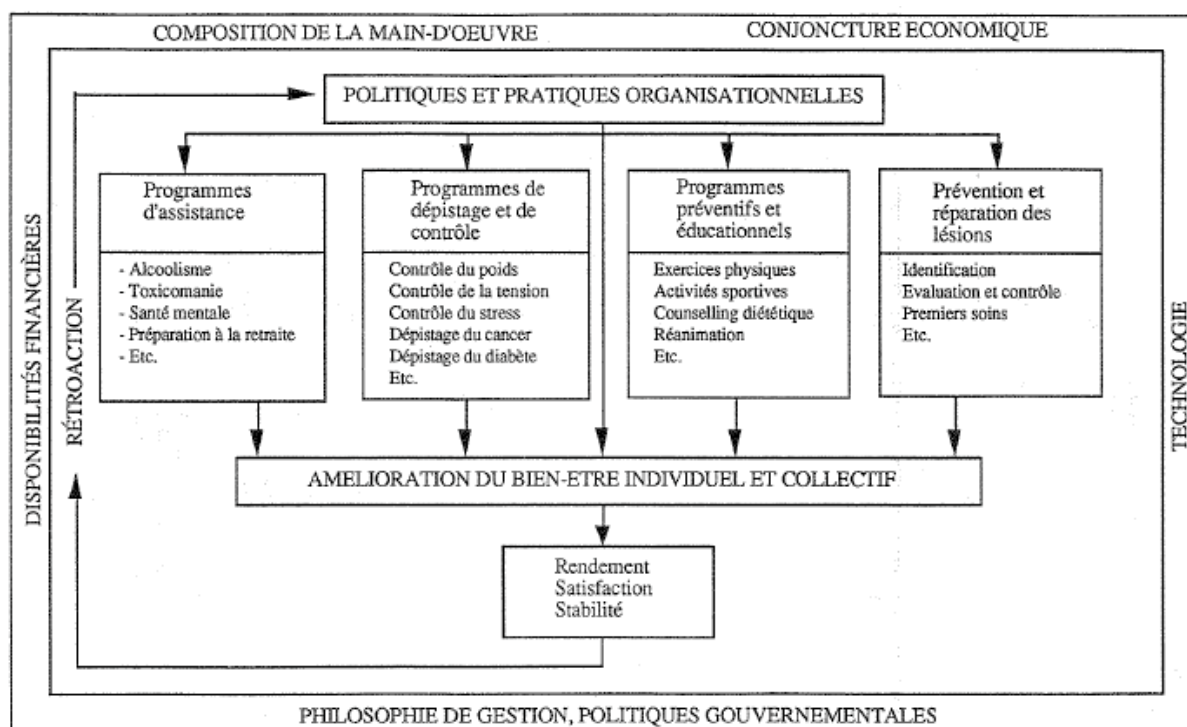 COMPOSITION DE LA MAIN-D'OEUVRE
CONJONCTURE ECONOMIQUE
POLITIQUES ET PRATIQUES ORGANISATIONNELLES
Programmes
d'assistance
- Alcoolisme
- Toxicomanie
- Santé mentale
- Préparation à la retraite
- Etc.
Programmes de
dépistage et de
contrôle
Contrôle du poids
Contrôle de la tension
Contrôle du stress
Dépistage du cancer
Dépistage du diabète
Etc.
Programmes
préventifs et
éducationnels
Exercices physiques
Activités sportives
Counselling diététique
Réanimation
Etc.
Prévention et
réparation des
lésions
Identification
Evaluation et contrôle
Premiers soins
Etc.
DISPONIBILITÉS FINANCIÈRES
RÉTROACTION
TECHNOLOGIE
AMELIORATION DU BIEN-ETRE INDIVIDUEL ET COLLECTIF
Rendement
Satisfaction
Stabilité
PHILOSOPHIE DE GESTION, POLITIQUES GOUVERNEMENTALES